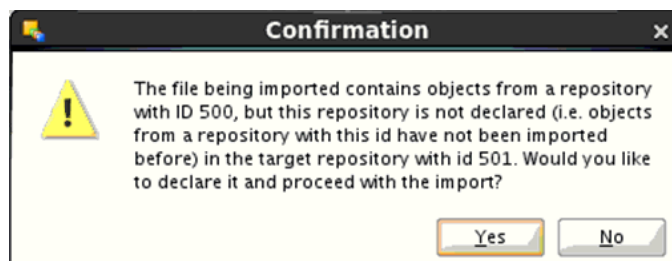 Confirmation
The file being imported contains objects from a repository
with ID 500, but this repository is not declared (i.e. objects
from a repository with this id have not been imported
before) in the target repository with id 501. Would you like
to declare it and proceed with the import?
Yes
No